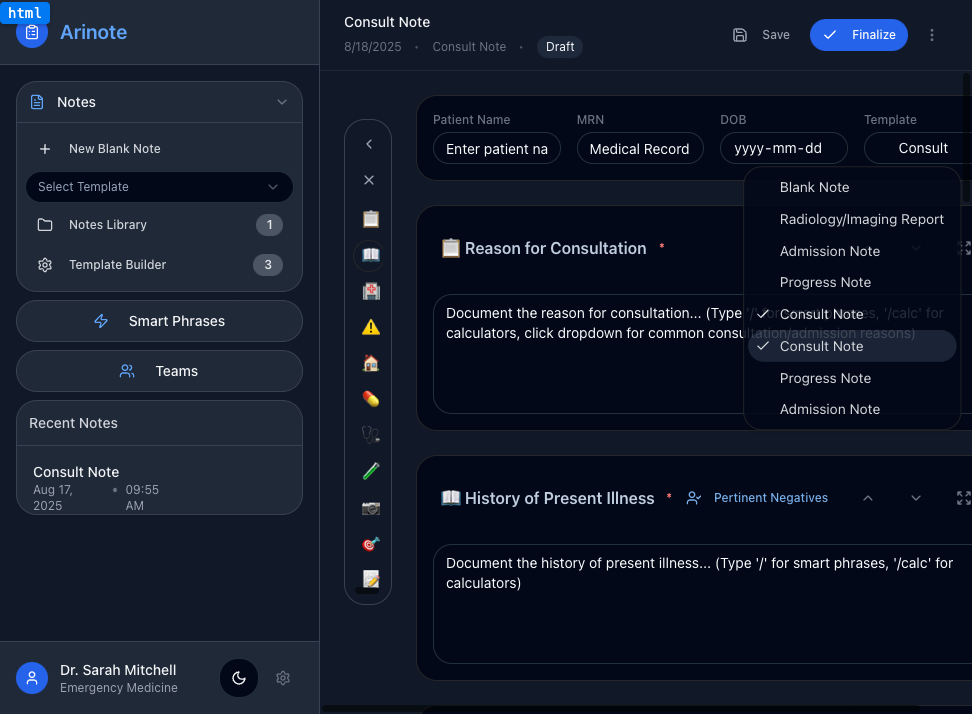 html
Arinote
Notes
New Blank Note
Select Template
Notes Library
1
Template Builder
3
Smart Phrases
Teams
Recent Notes
Consult Note
Aug 17, 2025 • 09:55 AM
Dr. Sarah Mitchell
Emergency Medicine
Consult Note
8/18/2025 • Consult Note • Draft
Save
Finalize
Patient Name
MRN
DOB
Template
Enter patient na
Medical Record
yyyy-mm-dd
Consult
Blank Note
Radiology/Imaging Report
Admission Note
Progress Note
Consult Note
Consult Note
Progress Note
Admission Note
Reason for Consultation *
Document the reason for consultation... (Type '/' for smart phrases, '/calc' for
calculators, click dropdown for common consultation/admission reasons)
History of Present Illness *
Pertinent Negatives
Document the history of present illness... (Type '/' for smart phrases, '/calc' for
calculators)